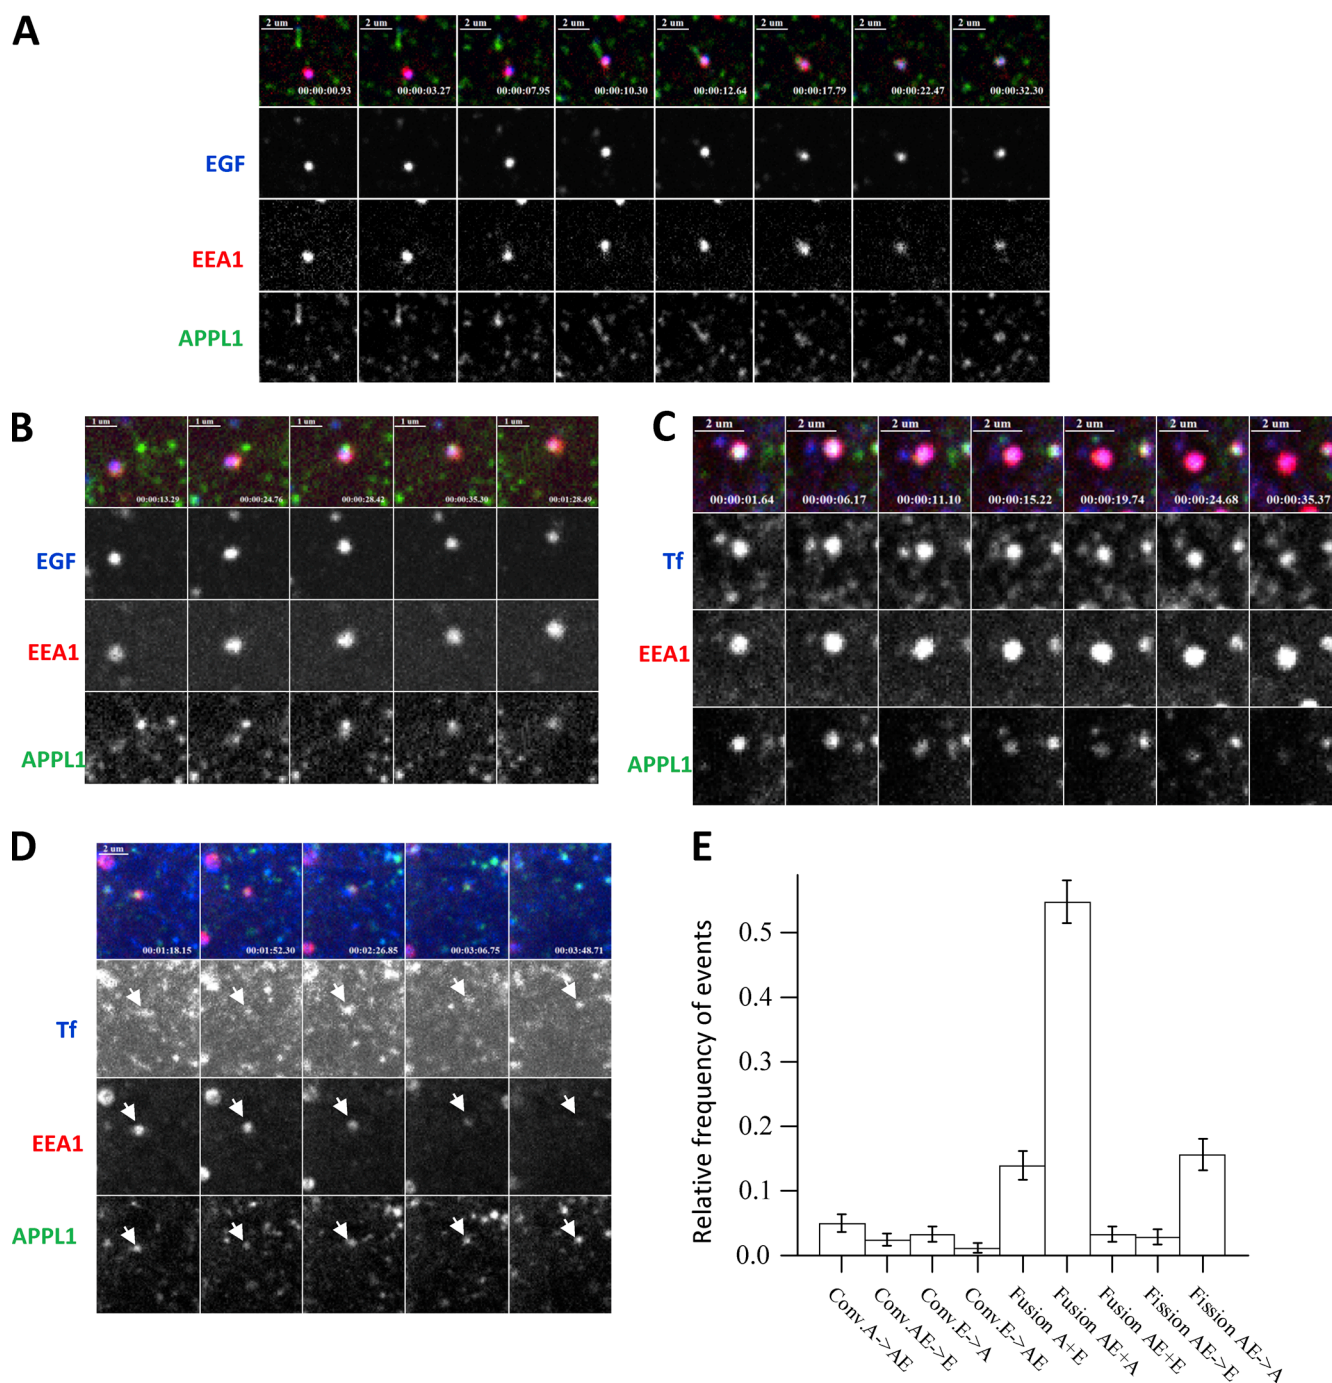 A
2 um 2 um 2 um 2 um 2 um 2 um 2 um 2 um
00:00:00.93 00:00:03.27 00:00:07.95 00:00:10.30 00:00:12.64 00:00:17.79 00:00:22.47 00:00:32.30
EGF
EEA1
APPL1
B
1 um 1 um 1 um 1 um 1 um
00:00:13.29 00:00:24.76 00:00:28.42 00:00:35.30 00:01:28.49
EGF
EEA1
APPL1
C
2 um 2 um 2 um 2 um 2 um 2 um 2 um
00:00:01.64 00:00:06.17 00:00:11.10 00:00:15.22 00:00:19.74 00:00:24.68 00:00:35.37
Tf
EEA1
APPL1
D
2 um
00:01:18.15 00:01:52.30 00:02:26.85 00:03:06.75 00:03:48.71
Tf
EEA1
APPL1
E
Relative frequency of events
0.5
0.4
0.3
0.2
0.1
0.0
Conv.A->AE
Conv.AE->E
Conv.E->A
Conv.E->AE
Fusion A+E
Fusion AE+A
Fusion AE+E
Fission AE->E
Fission AE->A